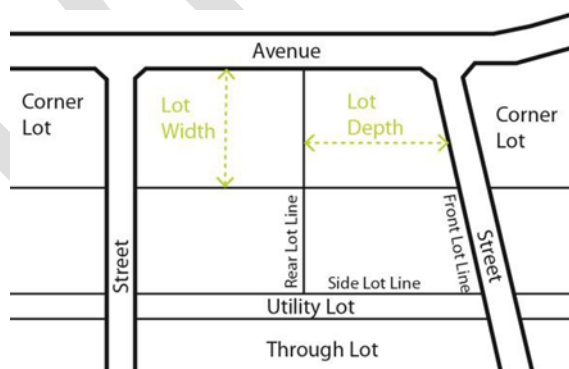 Avenue
Corner
Lot
Lot
Width
Lot
Depth
Corner
Lot
Street
Rear Lot Line
Front Lot Line
Street
Side Lot Line
Utility Lot
Through Lot